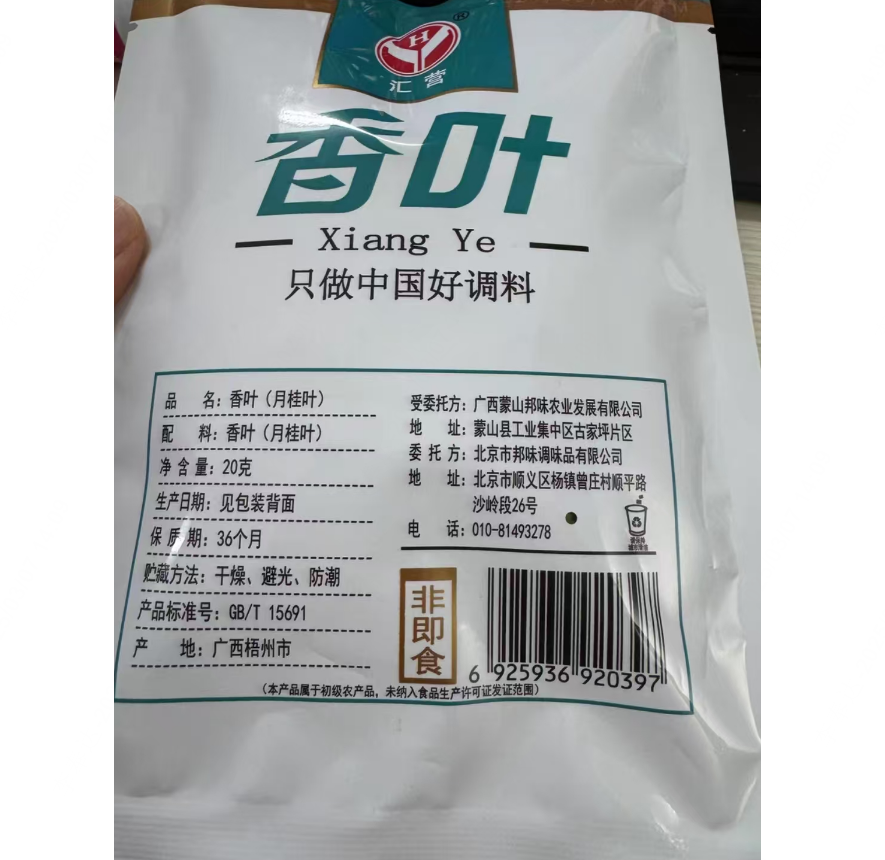 H
®
汇营
香叶
Xiang Ye
只做中国好调料
品 名：香叶（月桂叶）
配 料：香叶（月桂叶）
净含量：20克
生产日期：见包装背面
保质期：36个月
贮藏方法：干燥、避光、防潮
产品标准号：GB/T 15691
产 地：广西梧州市
受委托方：广西蒙山邦味农业发展有限公司
地 址：蒙山县工业集中区古家坪片区
委托方：北京市邦味调味品有限公司
地 址：北京市顺义区杨镇曾庄村顺平路
沙岭段26号
电 话：010-81493278
非即食
6 925936 920397
（本产品属于初级农产品，未纳入食品生产许可证发证范围）